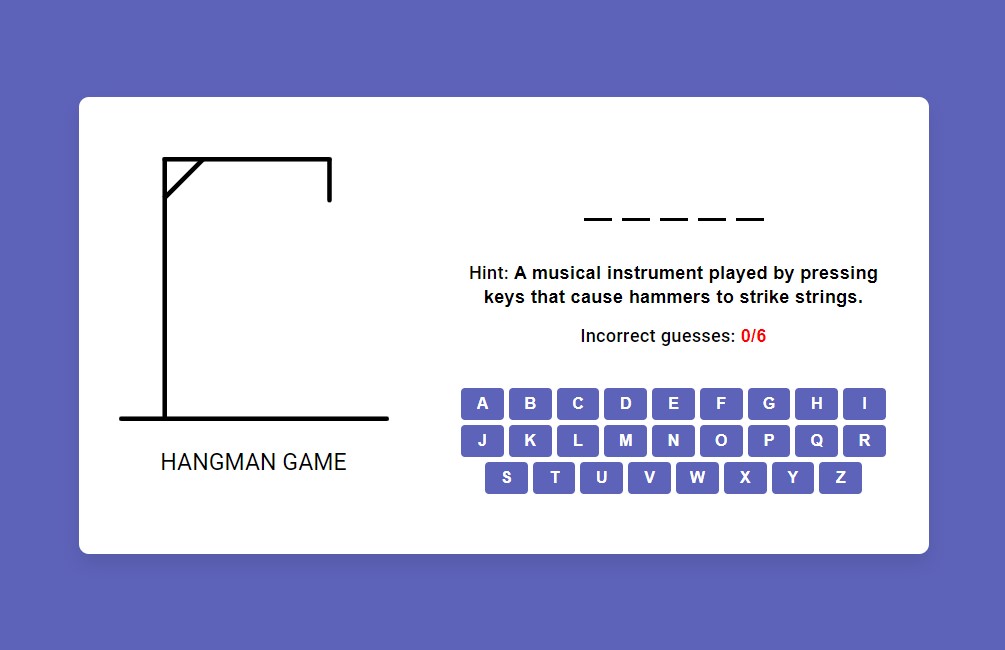 Hint: A musical instrument played by pressing
keys that cause hammers to strike strings.
Incorrect guesses: 0/6
A B C D E F G H I
J K L M N O P Q R
S T U V W X Y Z
HANGMAN GAME